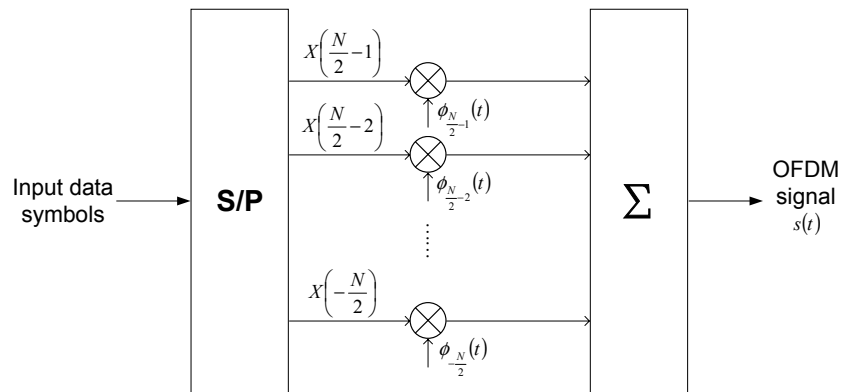 X(N/2−1)
ϕ_{N/2−1}(t)
X(N/2−2)
ϕ_{N/2−2}(t)
Input data
symbols
S/P
Σ
OFDM
signal
s(t)
X(−N/2)
ϕ_{−N/2}(t)